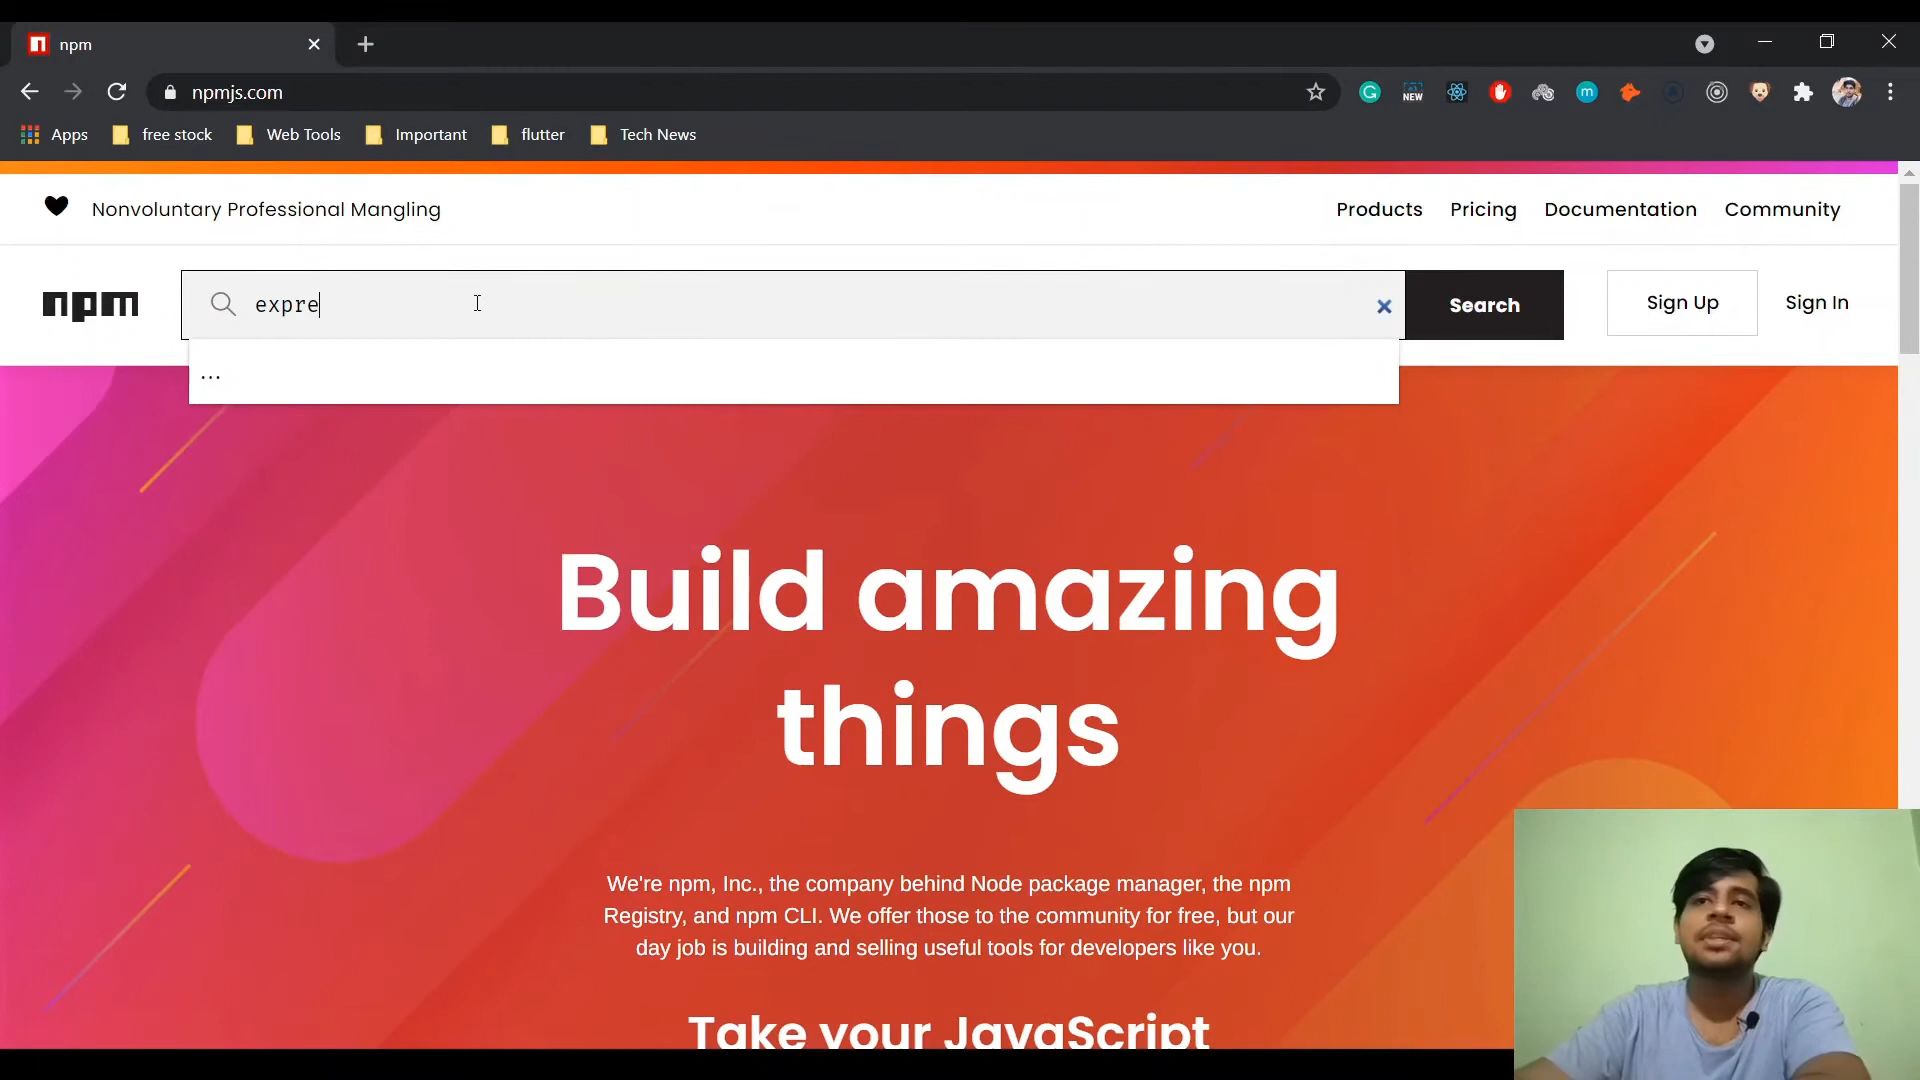 npm
npmjs.com
NEW
m
Apps
free stock
Web Tools
Important
flutter
Tech News
Nonvoluntary Professional Mangling
Products
Pricing
Documentation
Community
npm
expre
Search
Sign Up
Sign In
...
Build amazing
things
We're npm, Inc., the company behind Node package manager, the npm
Registry, and npm CLI. We offer those to the community for free, but our
day job is building and selling useful tools for developers like you.
Take your JavaScript